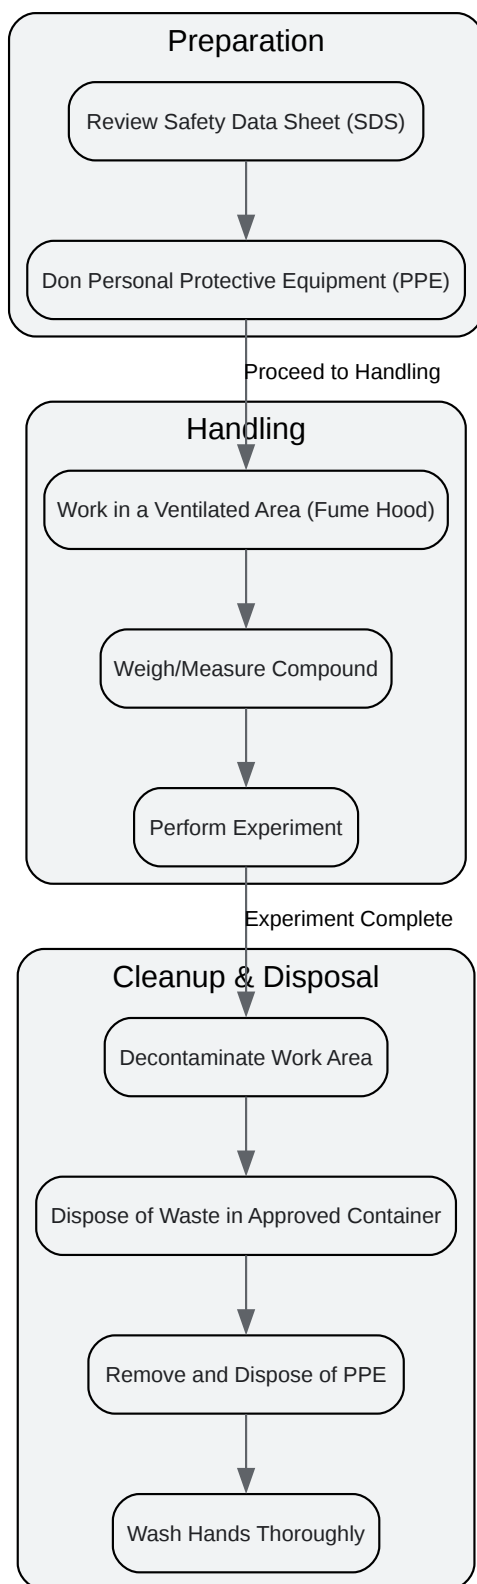 Preparation
Review Safety Data Sheet (SDS)
Don Personal Protective Equipment (PPE)
Proceed to Handling
Handling
Work in a Ventilated Area (Fume Hood)
Weigh/Measure Compound
Perform Experiment
Experiment Complete
Cleanup & Disposal
Decontaminate Work Area
Dispose of Waste in Approved Container
Remove and Dispose of PPE
Wash Hands Thoroughly